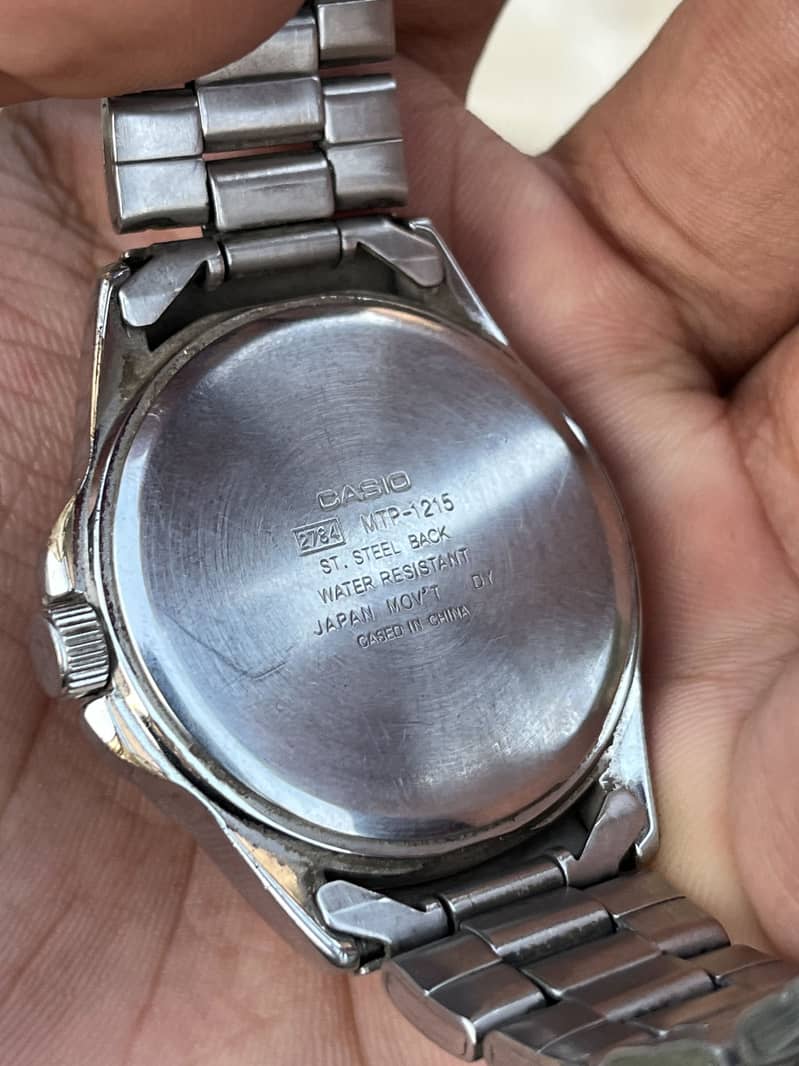 CASIO
2784 MTP-1215
ST. STEEL BACK
WATER RESISTANT
JAPAN MOV'T DY
CASED IN CHINA